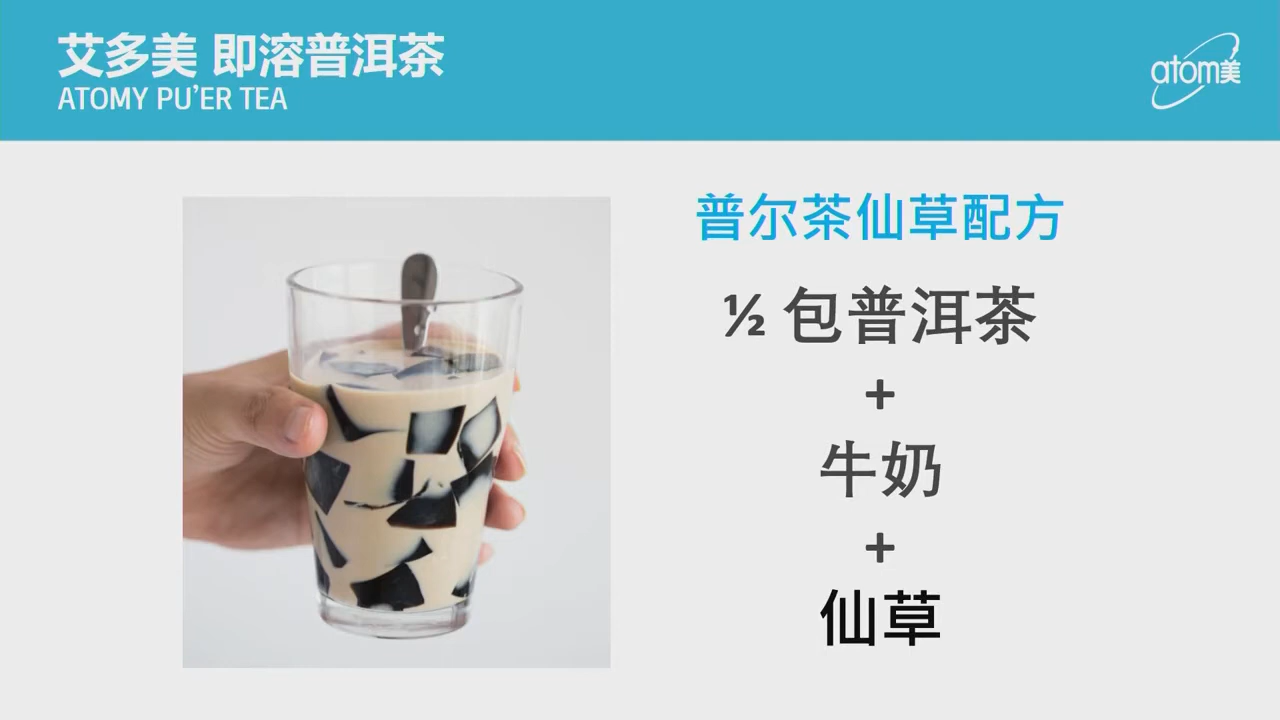 艾多美 即溶普洱茶
ATOMY PU’ER TEA
atom美
普尔茶仙草配方
½ 包普洱茶
+
牛奶
+
仙草